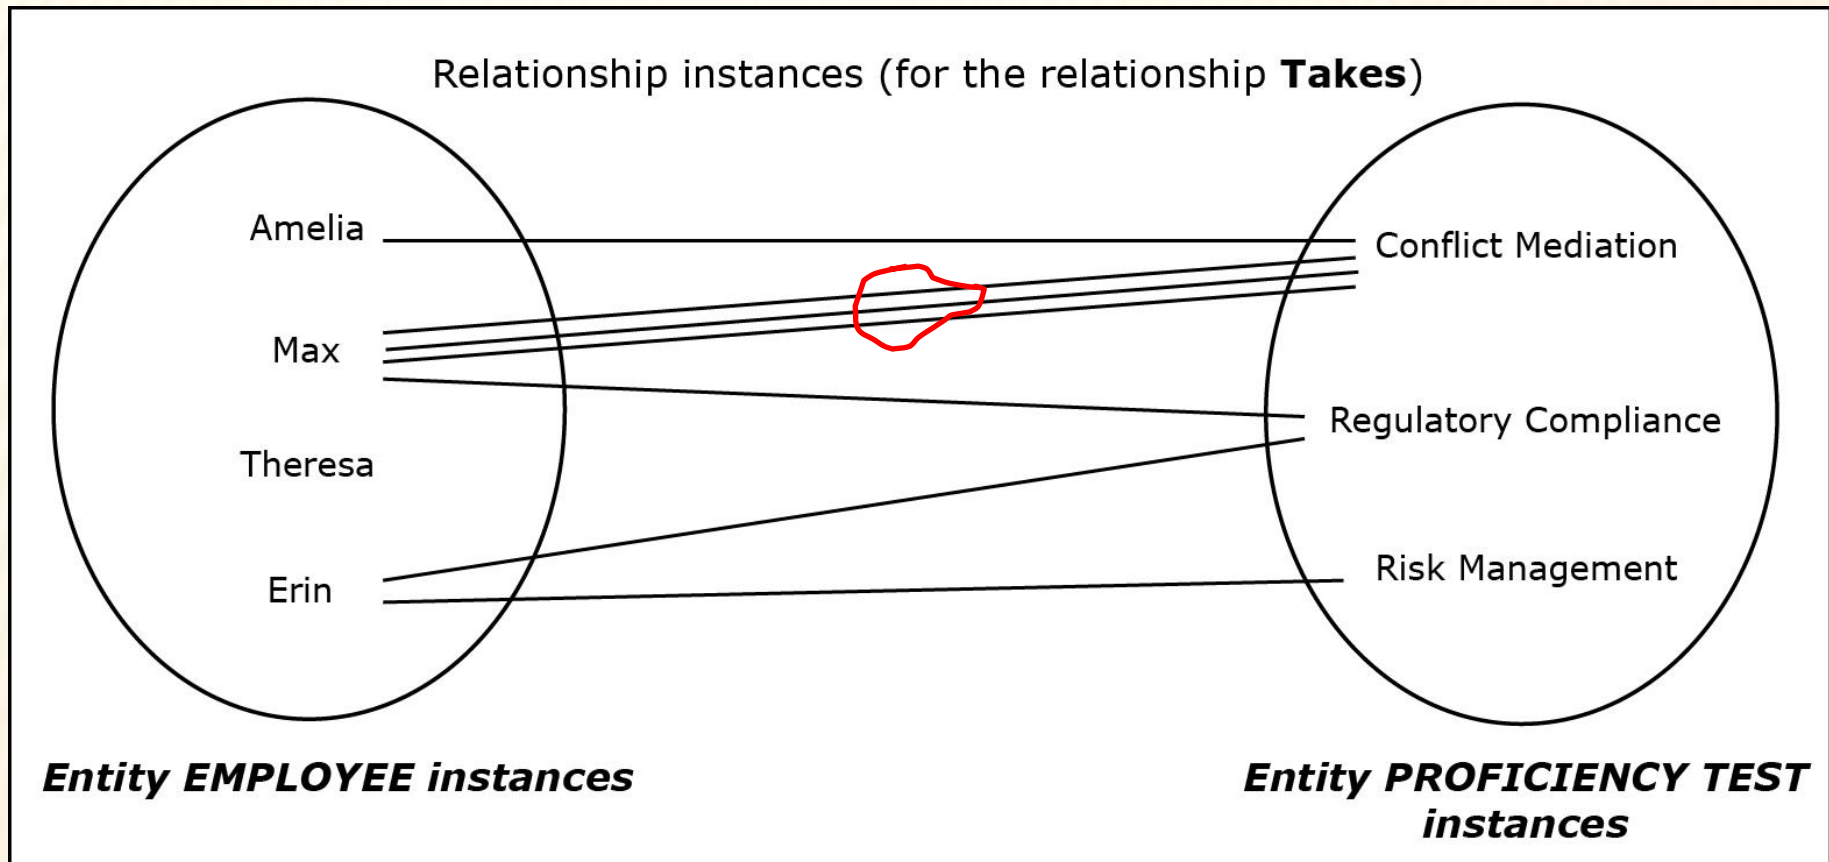 Relationship instances (for the relationship Takes)
Amelia
Max
Theresa
Erin
Conflict Mediation
Regulatory Compliance
Risk Management
Entity EMPLOYEE instances
Entity PROFICIENCY TEST
instances